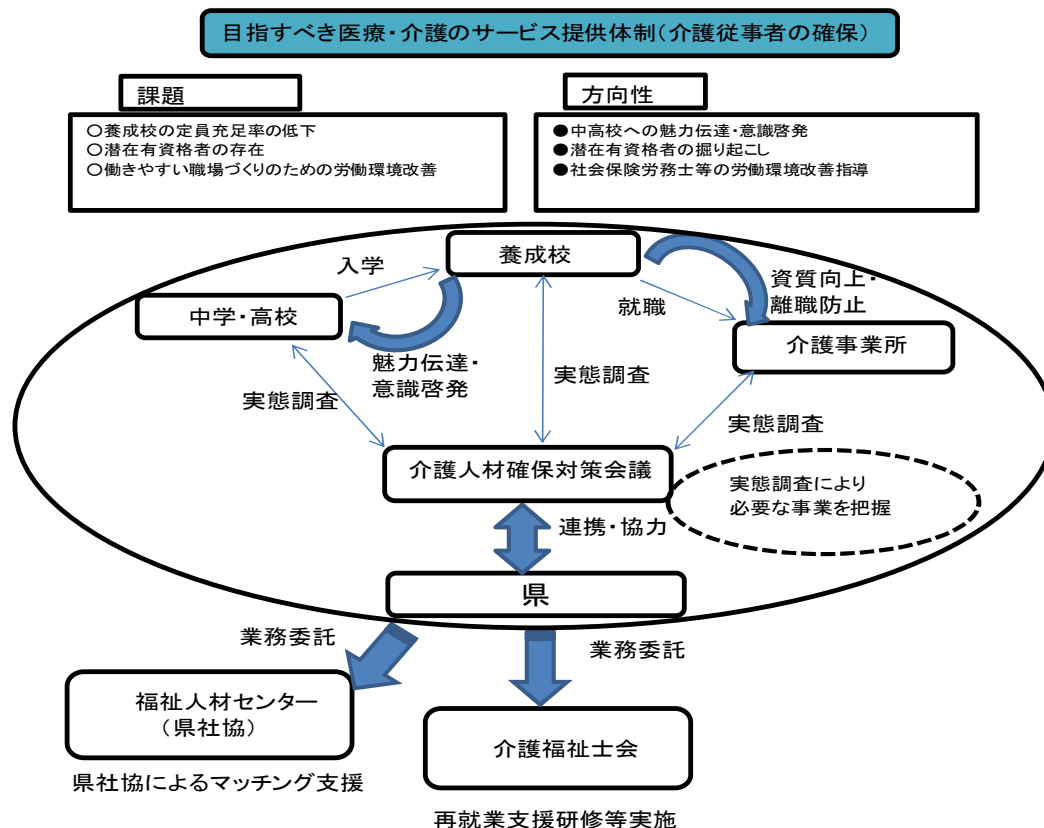 目指すべき医療・介護のサービス提供体制(介護従事者の確保)
課題
○養成校の定員充足率の低下
○潜在有資格者の存在
○働きやすい職場づくりのための労働環境改善
方向性
●中高校への魅力伝達・意識啓発
●潜在有資格者の掘り起こし
●社会保険労務士等の労働環境改善指導
養成校
入学
資質向上・
離職防止
中学・高校
就職
介護事業所
魅力伝達・
意識啓発
実態調査
実態調査
実態調査
介護人材確保対策会議
実態調査により
必要な事業を把握
連携・協力
県
業務委託
業務委託
福祉人材センター
(県社協)
介護福祉士会
県社協によるマッチング支援
再就業支援研修等実施